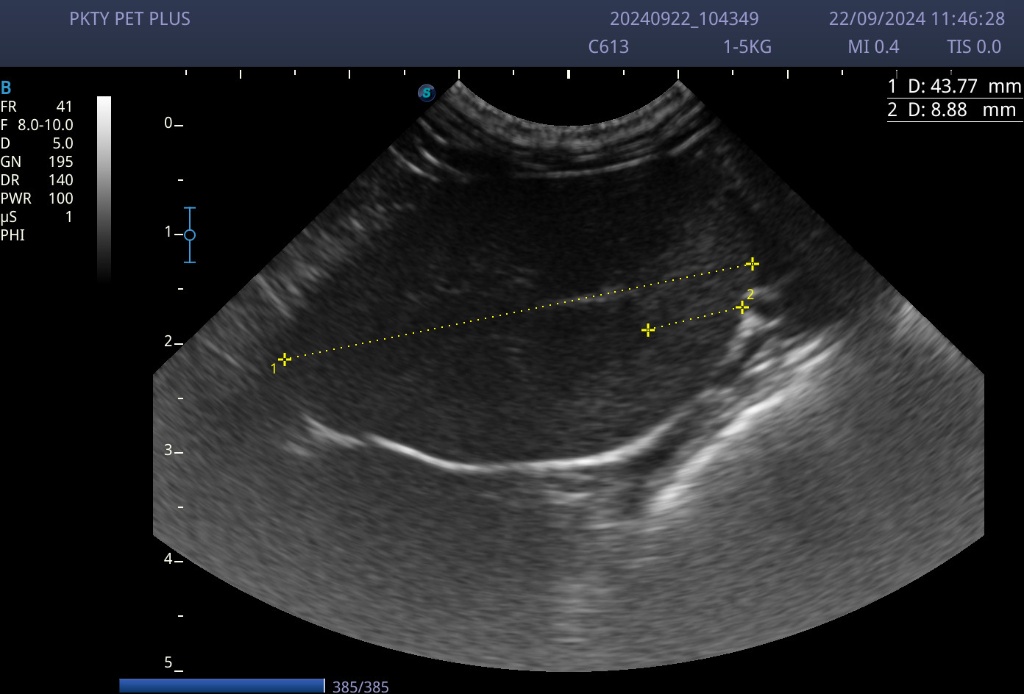 PKTY PET PLUS
20240922_104349
22/09/2024 11:46:28
C613
1-5KG
MI 0.4
TIS 0.0
B
FR 41
F 8.0-10.0
D 5.0
GN 195
DR 140
PWR 100
µS 1
PHI
S
1 D: 43.77 mm
2 D: 8.88 mm
0
1
2
3
4
5
1
2
385/385